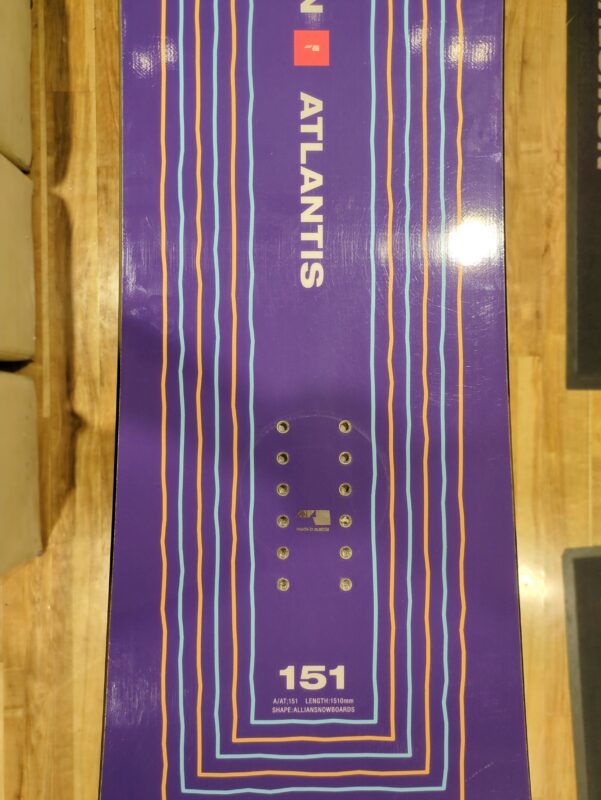 N
ATLANTIS
made in austria
151
A/AT:151 LENGTH:1510mm
SHAPE:ALLIANSNOWBOARDS